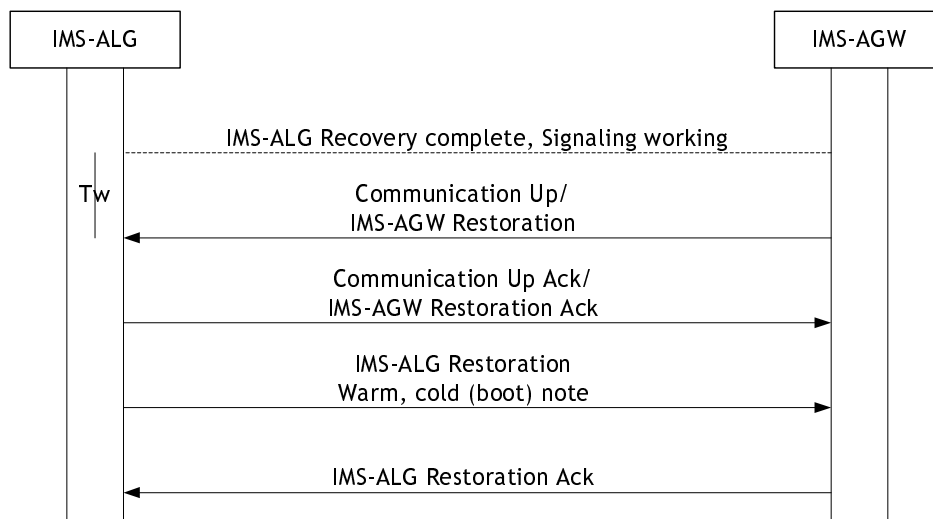 IMS-ALG
IMS-AGW
IMS-ALG Recovery complete, Signaling working
Tw
Communication Up/
IMS-AGW Restoration
Communication Up Ack/
IMS-AGW Restoration Ack
IMS-ALG Restoration
Warm, cold (boot) note
IMS-ALG Restoration Ack